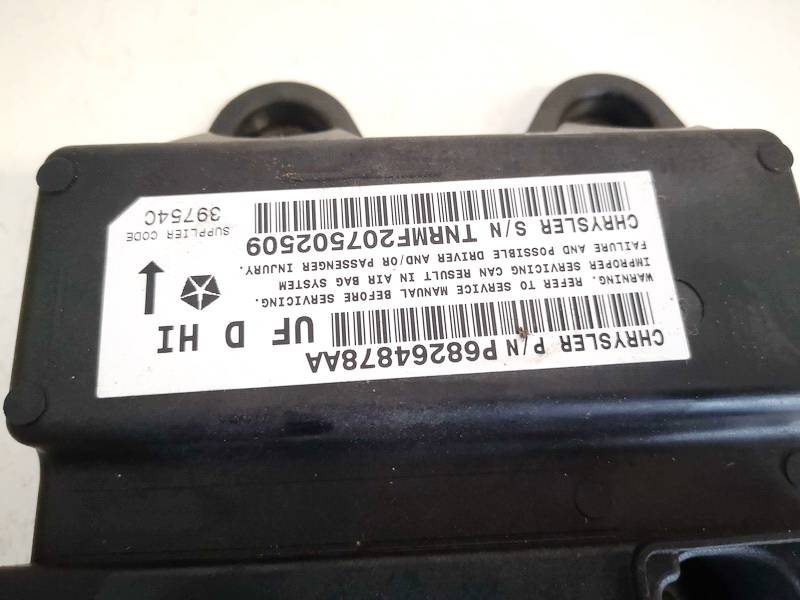 CHRYSLER P/N P68264878AA
UF D HI
WARNING. REFER TO SERVICE MANUAL BEFORE SERVICING.
IMPROPER SERVICING CAN RESULT IN AIR BAG SYSTEM
FAILURE AND POSSIBLE DRIVER AND/OR PASSENGER INJURY.
CHRYSLER S/N TNRMF207502509
SUPPLIER CODE
39754C